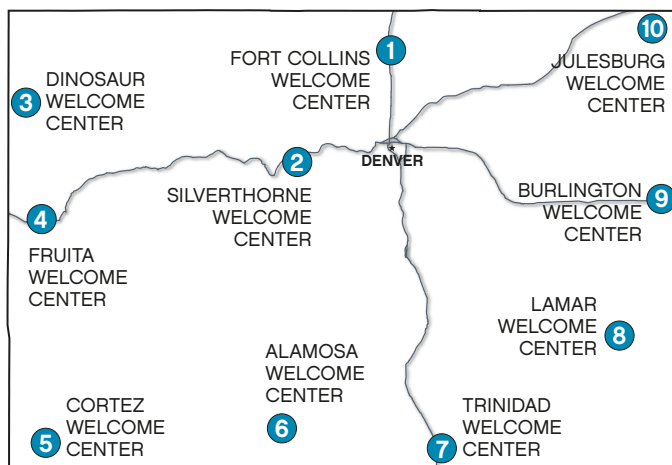 1
FORT COLLINS
WELCOME
CENTER
10
JULESBURG
WELCOME
CENTER
3
DINOSAUR
WELCOME
CENTER
2
SILVERTHORNE
WELCOME
CENTER
DENVER
4
FRUITA
WELCOME
CENTER
BURLINGTON
WELCOME
CENTER
9
LAMAR
WELCOME
CENTER
8
ALAMOSA
WELCOME
CENTER
6
5
CORTEZ
WELCOME
CENTER
7
TRINIDAD
WELCOME
CENTER